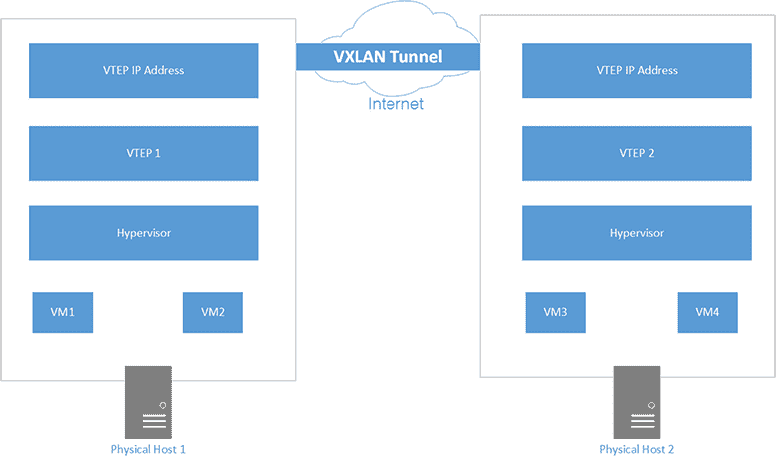 VXLAN Tunnel
Internet
VTEP IP Address
VTEP 1
Hypervisor
VM1
VM2
Physical Host 1
VTEP IP Address
VTEP 2
Hypervisor
VM3
VM4
Physical Host 2